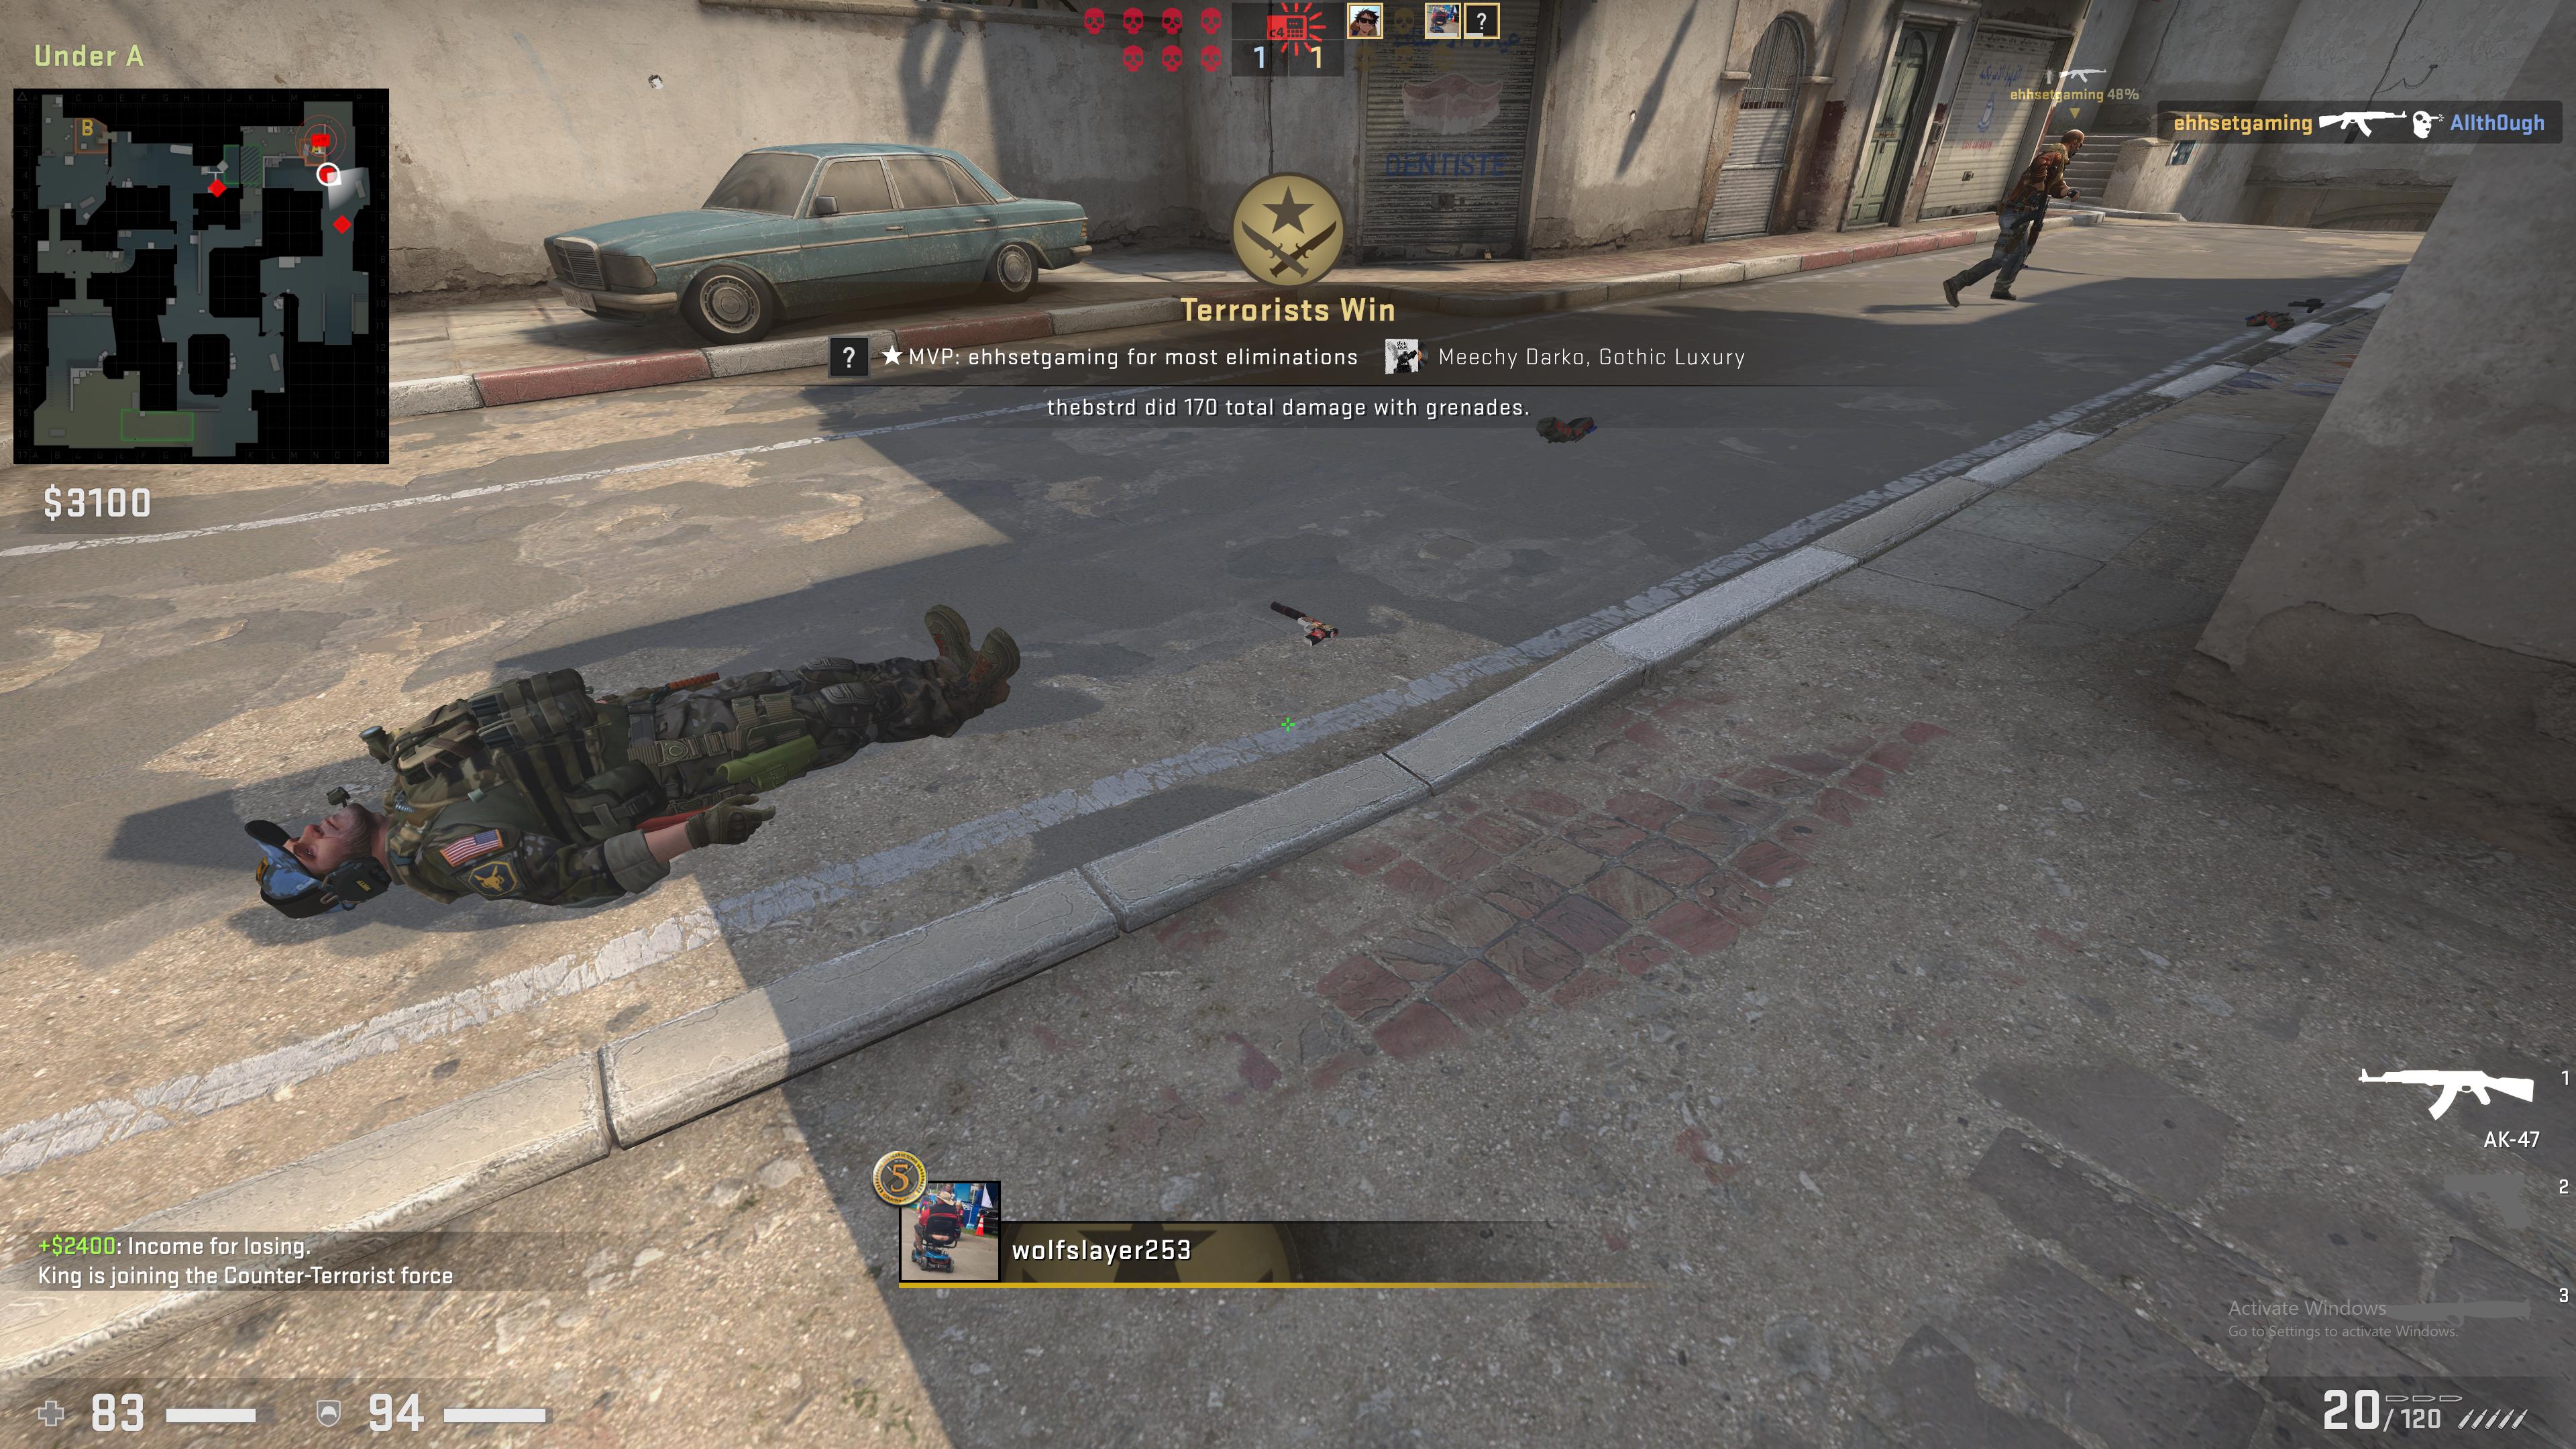 Under A
B
c4
1 1
?
ehhsetgaming 48%
ehhsetgaming AllthOugh
DENTISTE
Terrorists Win
? ★ MVP: ehhsetgaming for most eliminations Meechy Darko, Gothic Luxury
thebstrd did 170 total damage with grenades.
$3100
1
AK-47
2
5
wolfslayer253
+$2400: Income for losing.
King is joining the Counter-Terrorist force
3
Activate Windows
Go to Settings to activate Windows.
83 94
20/120